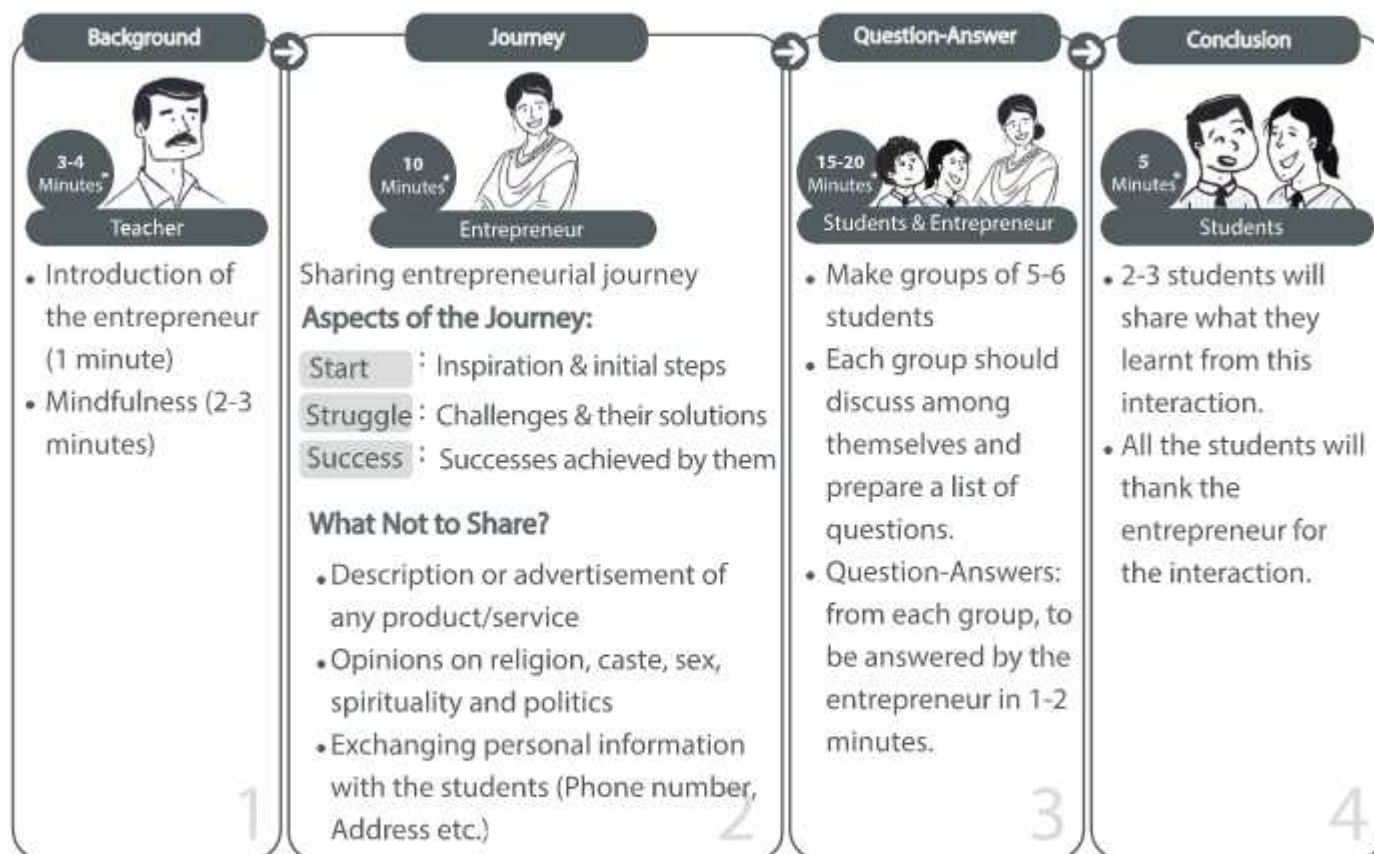 Background
3-4
Minutes*
Teacher
• Introduction of
the entrepreneur
(1 minute)
• Mindfulness (2-3
minutes)
1
Journey
10
Minutes*
Entrepreneur
Sharing entrepreneurial journey
Aspects of the Journey:
Start : Inspiration & initial steps
Struggle : Challenges & their solutions
Success : Successes achieved by them
What Not to Share?
• Description or advertisement of
any product/service
• Opinions on religion, caste, sex,
spirituality and politics
• Exchanging personal information
with the students (Phone number,
Address etc.)
2
Question-Answer
15-20
Minutes*
Students & Entrepreneur
• Make groups of 5-6
students
• Each group should
discuss among
themselves and
prepare a list of
questions.
• Question-Answers:
from each group, to
be answered by the
entrepreneur in 1-2
minutes.
3
Conclusion
5
Minutes*
Students
• 2-3 students will
share what they
learnt from this
interaction.
• All the students will
thank the
entrepreneur for
the interaction.
4